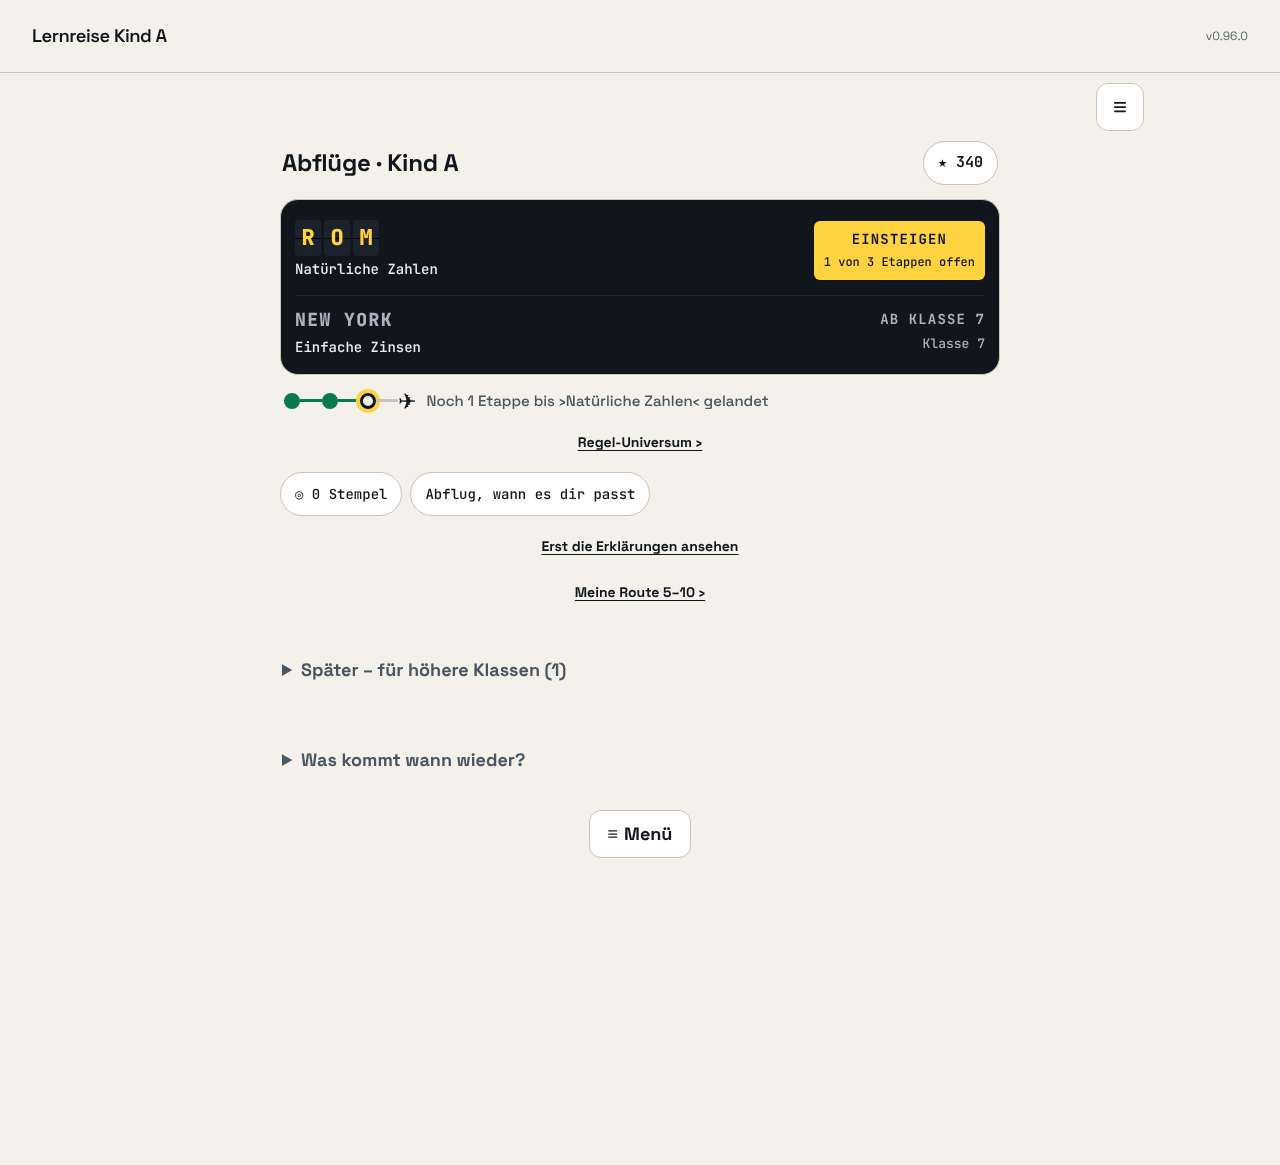 Lernreise Kind A
v0.96.0
≡
Abflüge · Kind A
★ 340
ROM
Natürliche Zahlen
EINSTEIGEN
1 von 3 Etappen offen
NEW YORK
Einfache Zinsen
AB KLASSE 7
Klasse 7
✈ Noch 1 Etappe bis ›Natürliche Zahlen‹ gelandet
Regel-Universum ›
◎ 0 Stempel
Abflug, wann es dir passt
Erst die Erklärungen ansehen
Meine Route 5–10 ›
▶ Später – für höhere Klassen (1)
▶ Was kommt wann wieder?
≡ Menü